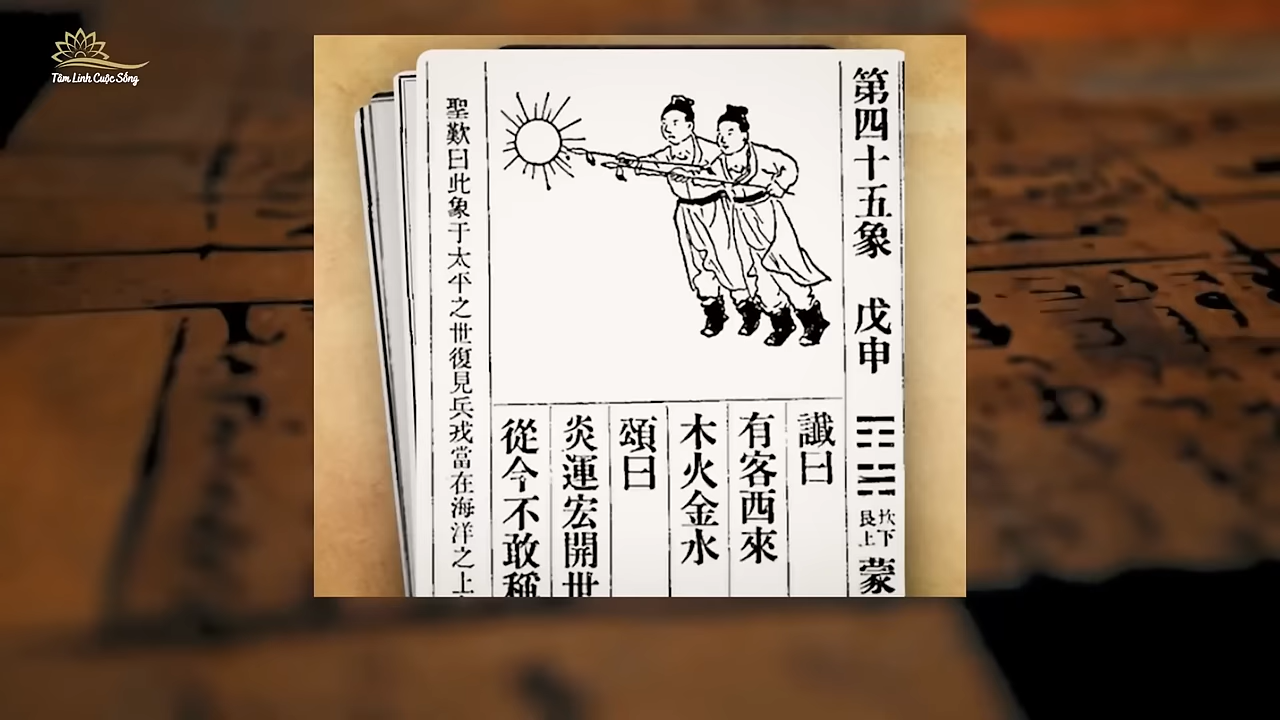 Tâm Linh Cuộc Sống
第四十五象 戊申
坎下
艮上
蒙
讖曰
有客西來
木火金水
頌曰
炎運宏開世
從今不敢稱
聖歎曰此象于太平之世復見兵戎當在海洋之上